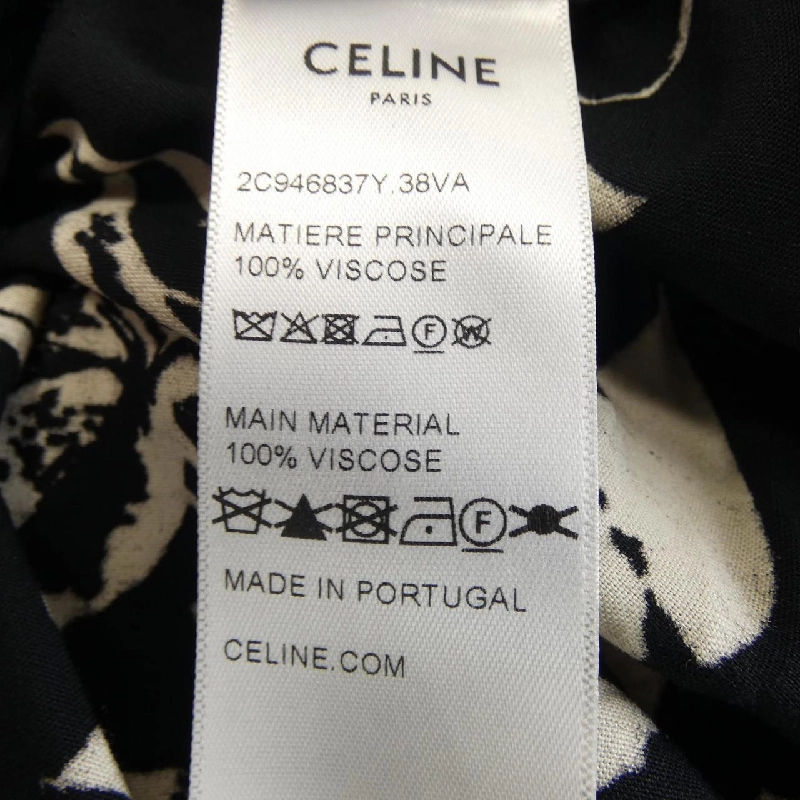 CELINE
PARIS
2C946837Y.38VA
MATIERE PRINCIPALE
100% VISCOSE
F W
MAIN MATERIAL
100% VISCOSE
F
MADE IN PORTUGAL
CELINE.COM